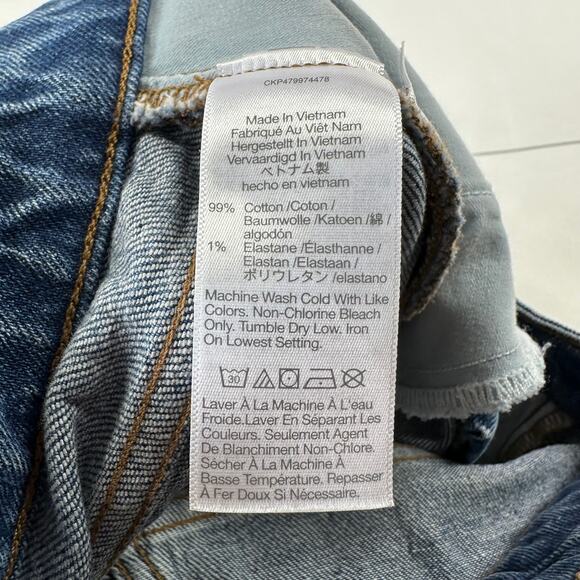 CKP479974478
Made In Vietnam
Fabriqué Au Viêt Nam
Hergestellt In Vietnam
Vervaardigd In Vietnam
ベトナム製
hecho en vietnam
99% Cotton /Coton /
Baumwolle /Katoen /綿 /
algodón
1% Elastane /Élasthanne /
Elastan /Elastaan /
ポリウレタン /elastano
Machine Wash Cold With Like
Colors. Non-Chlorine Bleach
Only. Tumble Dry Low. Iron
On Lowest Setting.
30
Laver À La Machine À L'eau
Froide.Laver En Séparant Les
Couleurs. Seulement Agent
De Blanchiment Non-Chlore.
Sécher À La Machine À
Basse Température. Repasser
À Fer Doux Si Nécessaire.